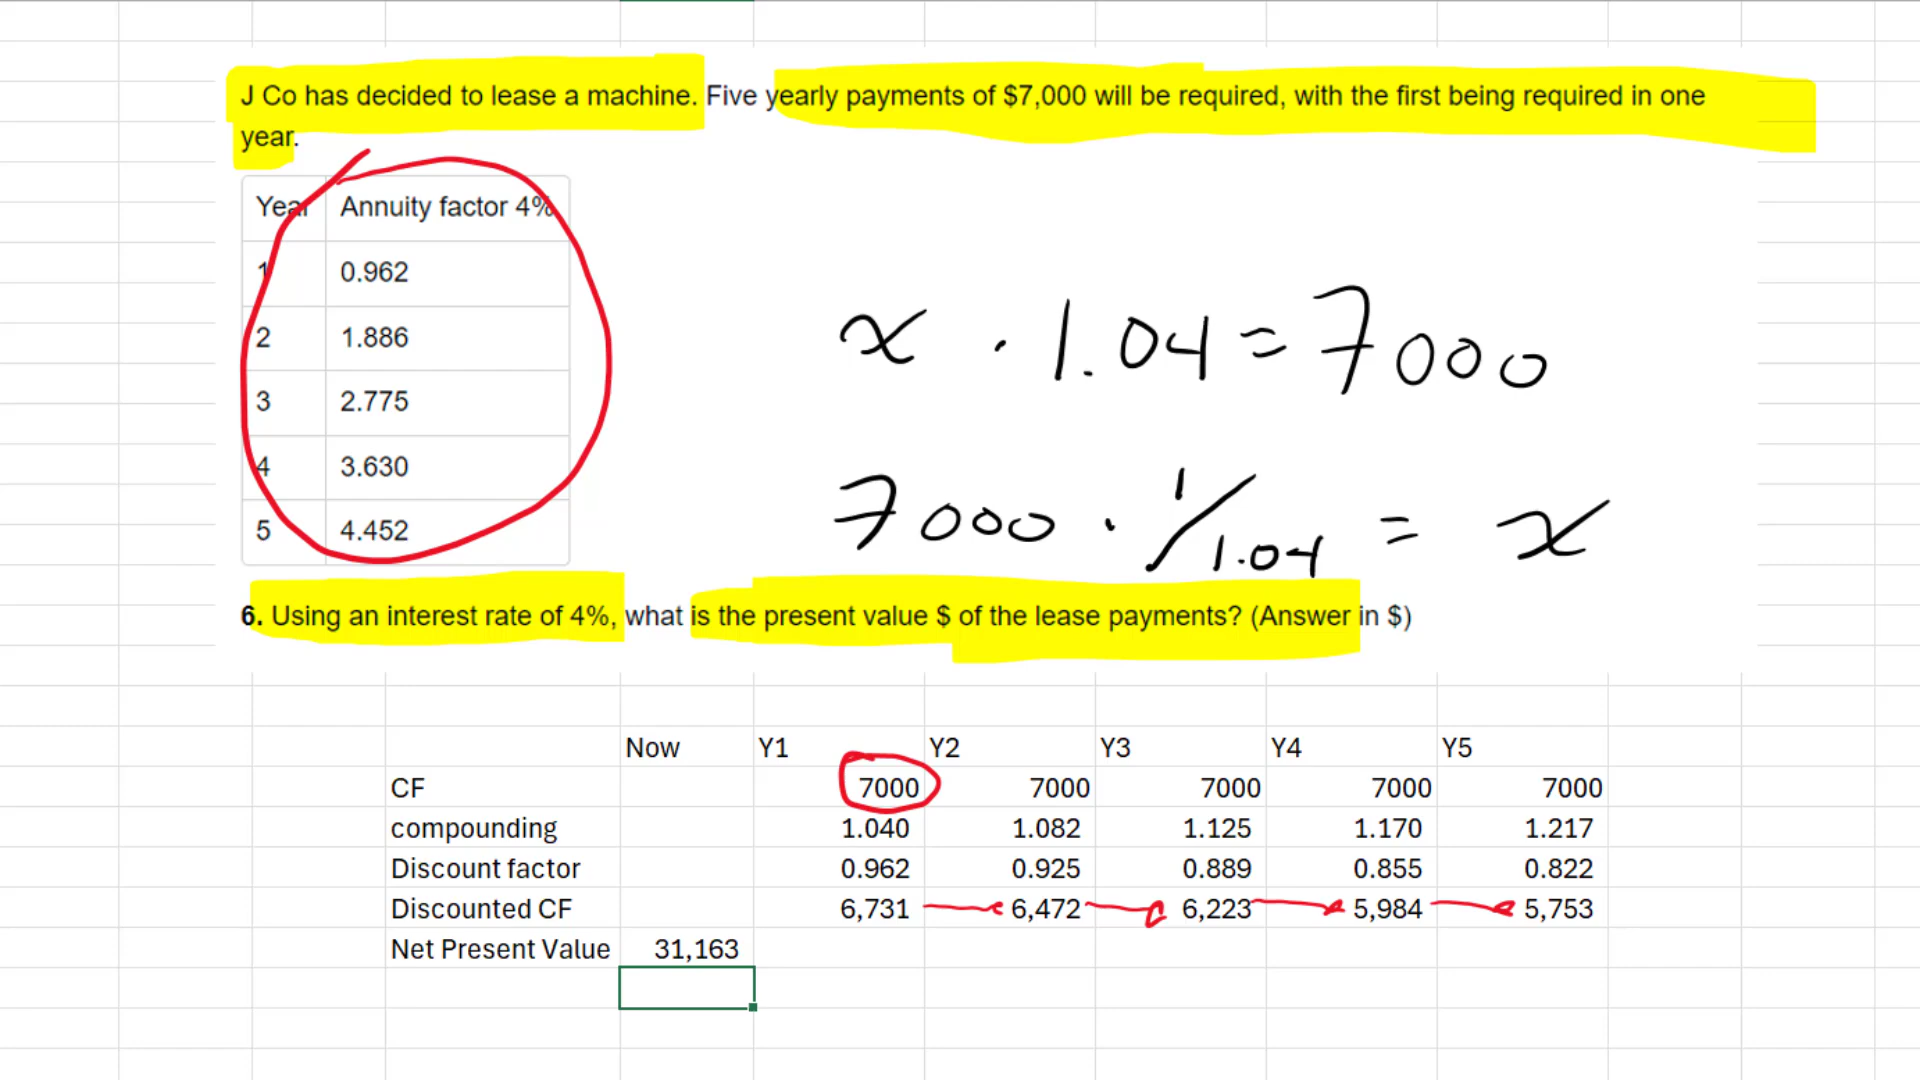 J Co has decided to lease a machine. Five yearly payments of $7,000 will be required, with the first being required in one
year.
Year Annuity factor 4%
1 0.962
2 1.886
3 2.775
4 3.630
5 4.452
x · 1.04 = 7000
7000 · 1/1.04 = x
6. Using an interest rate of 4%, what is the present value $ of the lease payments? (Answer in $)
Now Y1 Y2 Y3 Y4 Y5
CF 7000 7000 7000 7000 7000
compounding 1.040 1.082 1.125 1.170 1.217
Discount factor 0.962 0.925 0.889 0.855 0.822
Discounted CF 6,731 6,472 6,223 5,984 5,753
Net Present Value 31,163